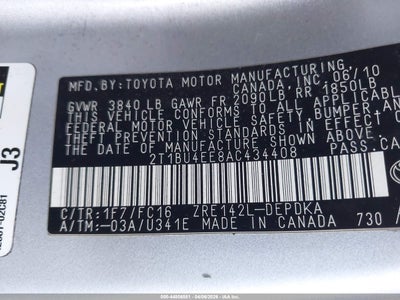 MFD.BY:TOYOTA MOTOR MANUFACTURING,
CANADA,INC. 06/10
GVWR 3840 LB GAWR FR 2090LB RR 1850LB
THIS VEHICLE CONFORMS TO ALL APPLICABL
FEDERAL MOTOR VEHICLE SAFETY, BUMPER,
AND THEFT PREVENTION STANDARDS IN
EFFECT ON THE DATE OF MANUFACTURE
SHOWN ABOVE.
2T1BU4EE8AC434408 PASS.CA
C/TR:1F7/FC16 ZRE142L-DEPDKA
A/TM:-03A/U341E MADE IN CANADA 730
J3